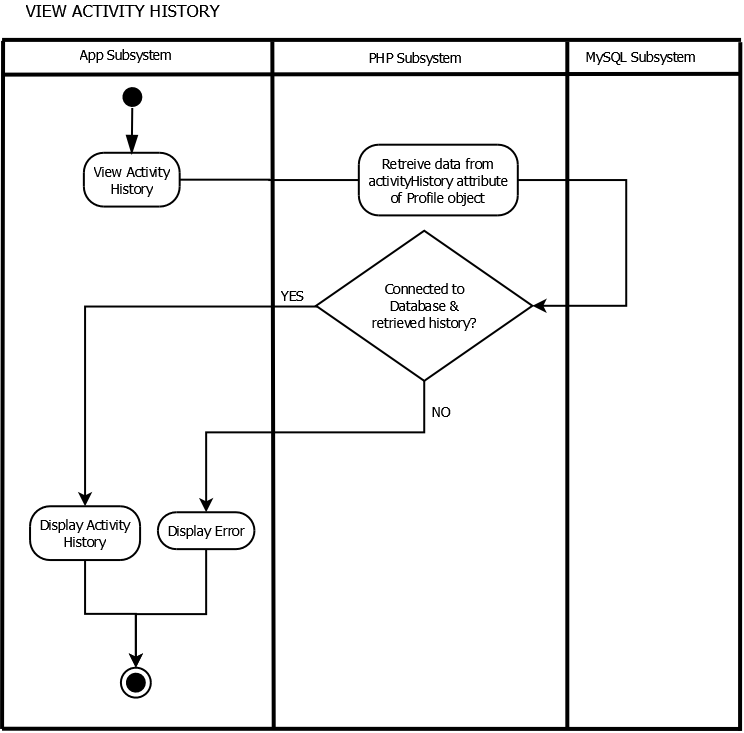 VIEW ACTIVITY HISTORY
App Subsystem
PHP Subsystem
MySQL Subsystem
View Activity
History
Retreive data from
activityHistory attribute
of Profile object
Connected to
Database &
retrieved history?
YES
NO
Display Activity
History
Display Error